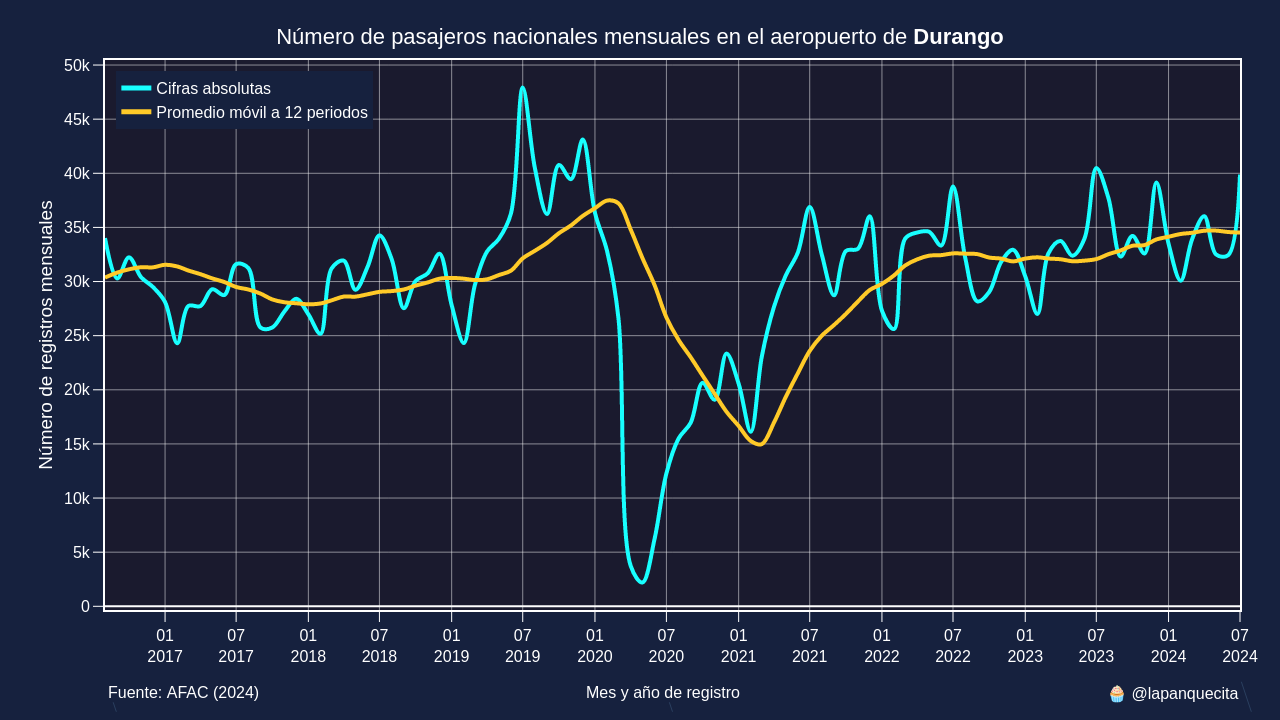 Número de pasajeros nacionales mensuales en el aeropuerto de Durango
Cifras absolutas
Promedio móvil a 12 periodos
Número de registros mensuales
50k
45k
40k
35k
30k
25k
20k
15k
10k
5k
0
01 07 01 07 01 07 01 07 01 07 01 07 01 07 01 07
2017 2017 2018 2018 2019 2019 2020 2020 2021 2021 2022 2022 2023 2023 2024 2024
Fuente: AFAC (2024) Mes y año de registro 🧁 @lapanquecita